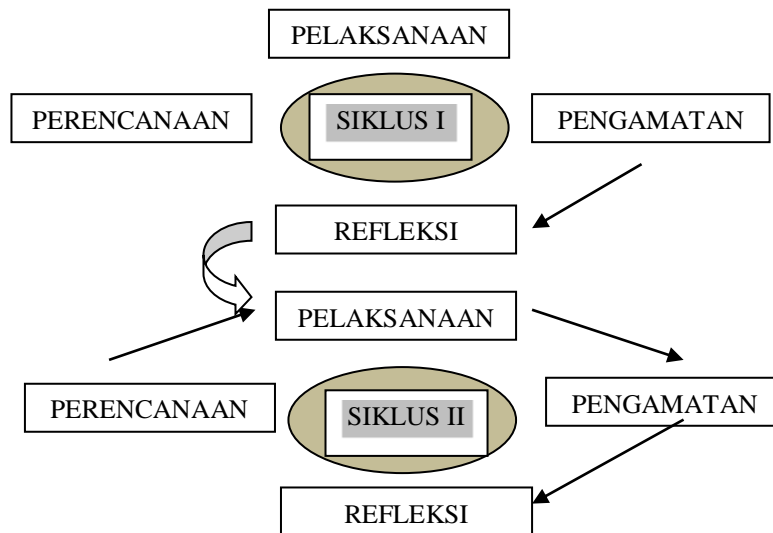 PELAKSANAAN
PERENCANAAN
SIKLUS I
PENGAMATAN
REFLEKSI
PELAKSANAAN
PERENCANAAN
SIKLUS II
PENGAMATAN
REFLEKSI